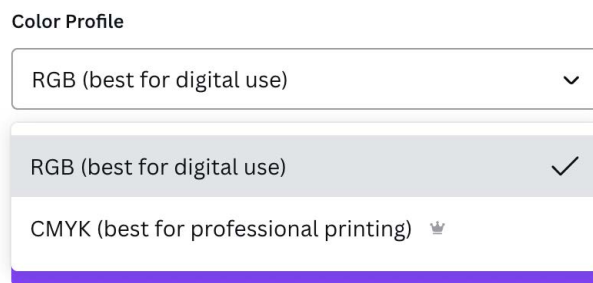 Color Profile
RGB (best for digital use)
RGB (best for digital use)
CMYK (best for professional printing)